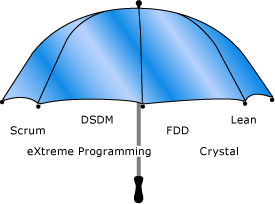 DSDM
Lean
Scrum
FDD
eXtreme Programming
Crystal